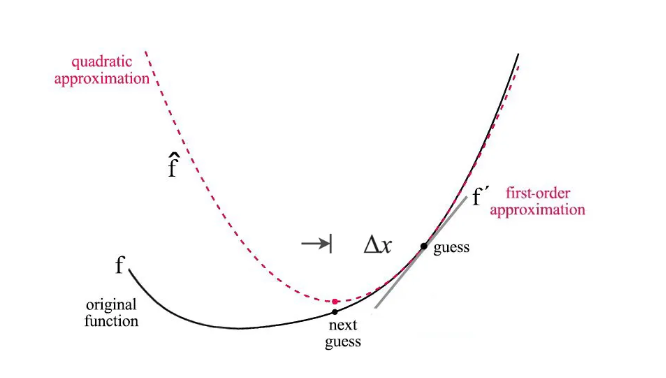 quadratic
approximation
f̂
f´ first-order
approximation
Δx
guess
f
original
function
next
guess